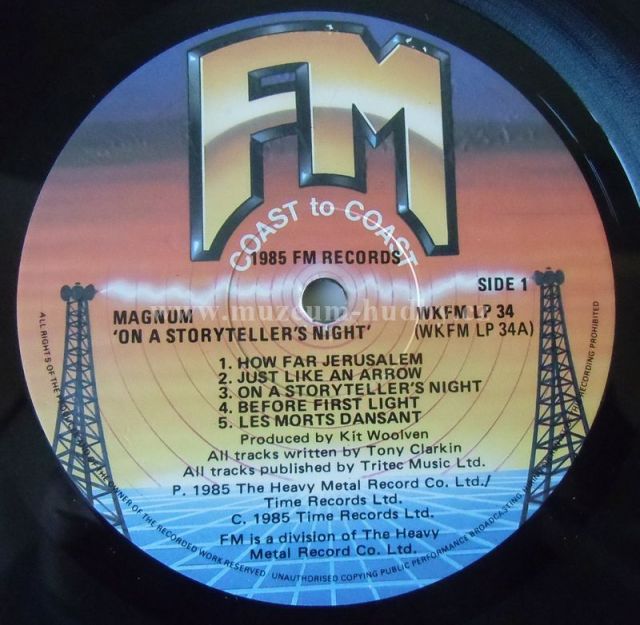 FM
COAST to COAST
1985 FM RECORDS
SIDE 1
MAGNUM
'ON A STORYTELLER'S NIGHT'
WKFM LP 34
(WKFM LP 34A)
1. HOW FAR JERUSALEM
2. JUST LIKE AN ARROW
3. ON A STORYTELLER'S NIGHT
4. BEFORE FIRST LIGHT
5. LES MORTS DANSANT
Produced by Kit Woolven
All tracks written by Tony Clarkin
All tracks published by Tritec Music Ltd.
P. 1985 The Heavy Metal Record Co. Ltd./
Time Records Ltd.
C. 1985 Time Records Ltd.
FM is a division of The Heavy
Metal Record Co. Ltd.
ALL RIGHTS OF THE OWNER OF THE RECORDED WORK RESERVED UNAUTHORISED COPYING PUBLIC PERFORMANCE BROADCASTING RECORDING PROHIBITED